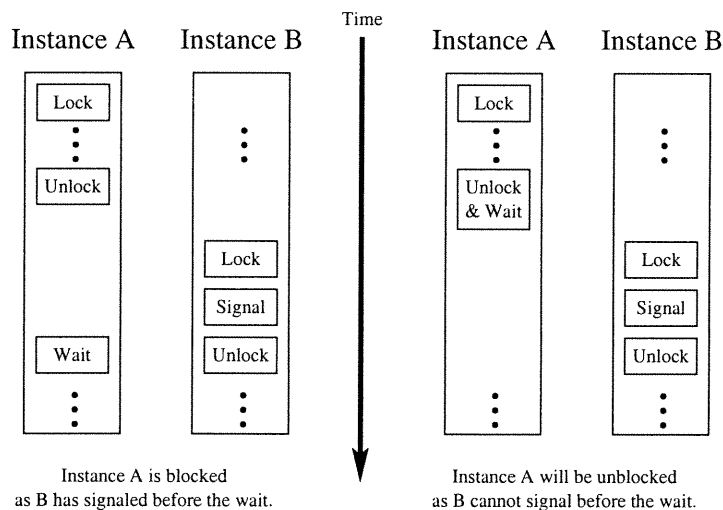 Time
Instance A
Instance B
Lock
Unlock
Lock
Signal
Wait
Unlock
Instance A is blocked
as B has signaled before the wait.
Instance A
Instance B
Lock
Unlock
& Wait
Lock
Signal
Unlock
Instance A will be unblocked
as B cannot signal before the wait.